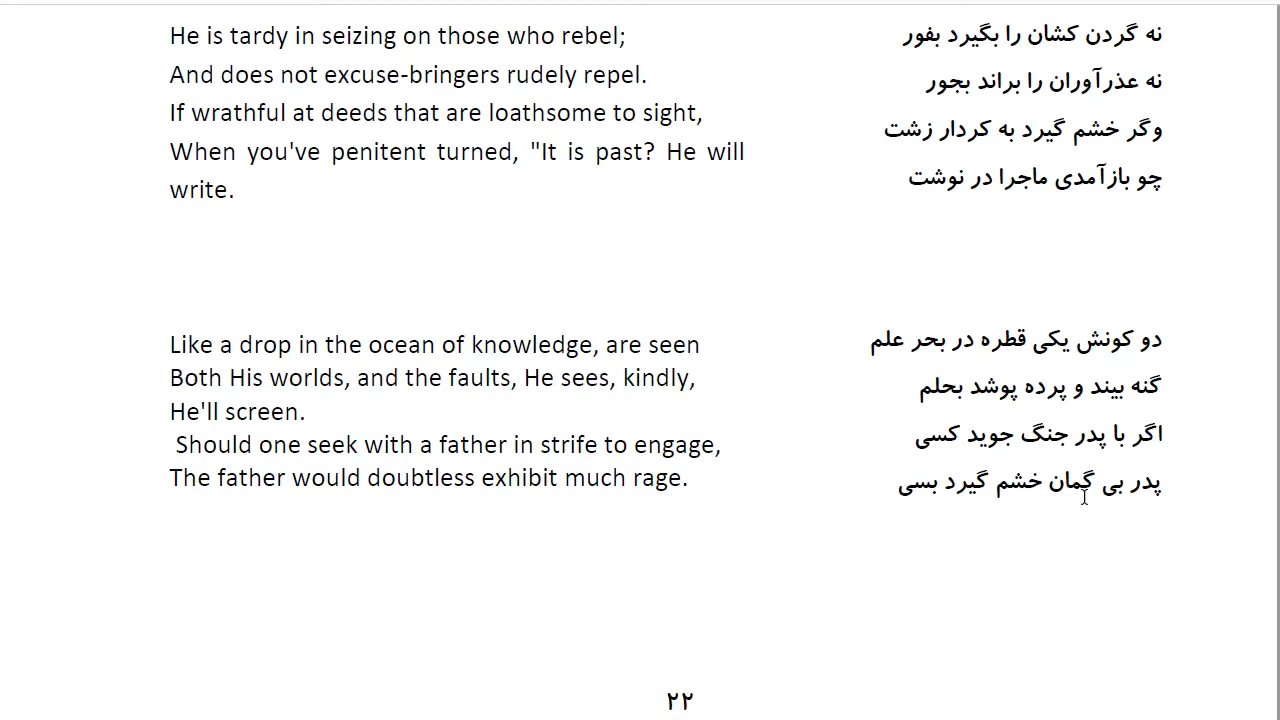 He is tardy in seizing on those who rebel;
And does not excuse-bringers rudely repel.
If wrathful at deeds that are loathsome to sight,
When you've penitent turned, "It is past? He will
write.
نه گردن کشان را بگیرد بفور
نه عذرآوران را براند بجور
وگر خشم گیرد به کردار زشت
چو بازآمدی ماجرا در نوشت
Like a drop in the ocean of knowledge, are seen
Both His worlds, and the faults, He sees, kindly,
He'll screen.
Should one seek with a father in strife to engage,
The father would doubtless exhibit much rage.
دو کونش یکی قطره در بحر علم
گنه بیند و پرده پوشد بحلم
اگر با پدر جنگ جوید کسی
پدر بی گمان خشم گیرد بسی
۲۲